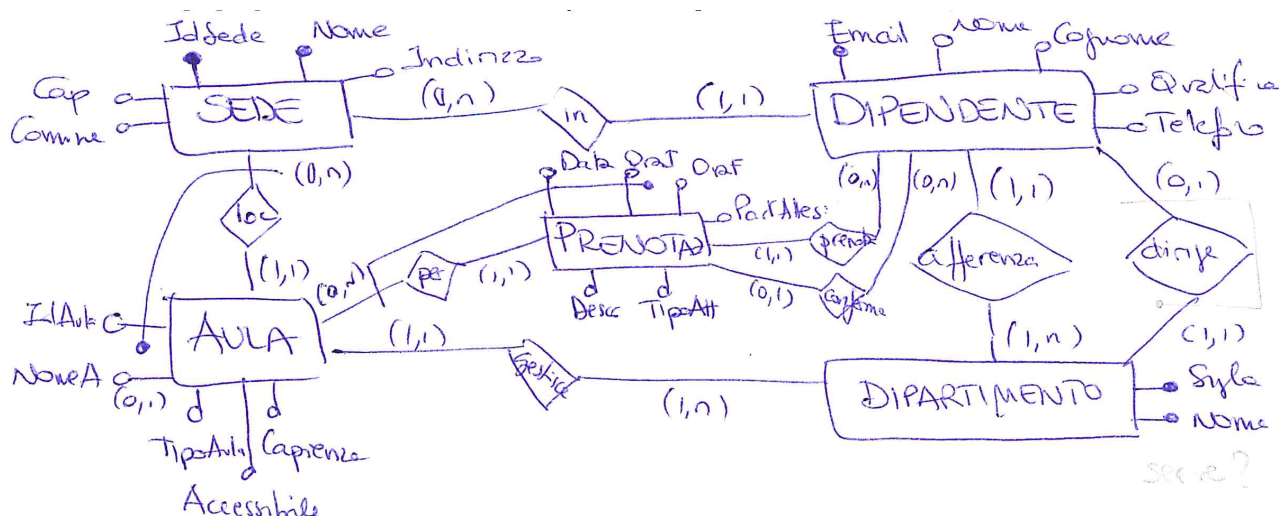 IdSede Nome
Indirizzo
Cap
Comune
SEDE
(0,n)
in
(1,1)
Email Nome Cognome
Qualifica
Telefono
DIPENDENTE
(0,n)
loc
(1,1)
Data OraI OraF
PRENOTAZ
(1,1)
prenota
(0,n)
(0,1)
conferma
(0,n)
Desc TipoAtt
per
(1,1)
(1,1)
afferenza
(1,n)
(0,1)
dirige
(1,1)
IdAula
NomeA
(0,1)
AULA
TipoAula Capienza
Accessibile
(1,1)
Gestisce
(1,n)
DIPARTIMENTO
Sigla
Nome
serve?